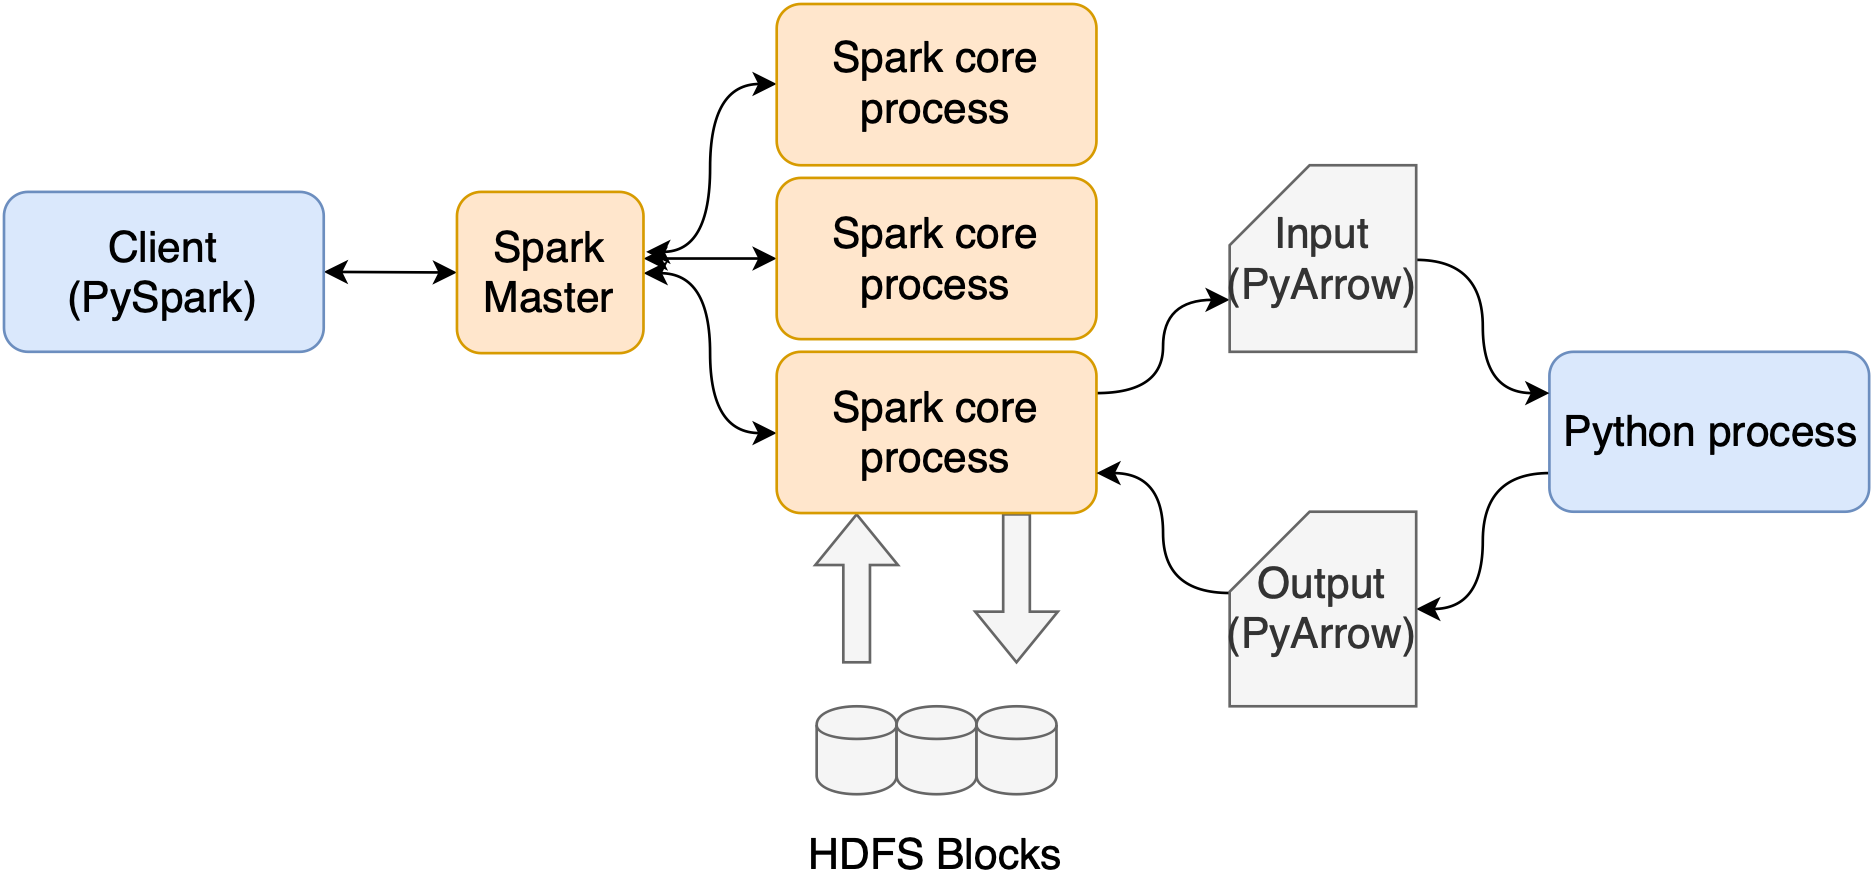 Spark core
process
Client
(PySpark)
Spark
Master
Spark core
process
Input
(PyArrow)
Spark core
process
Python process
Output
(PyArrow)
HDFS Blocks